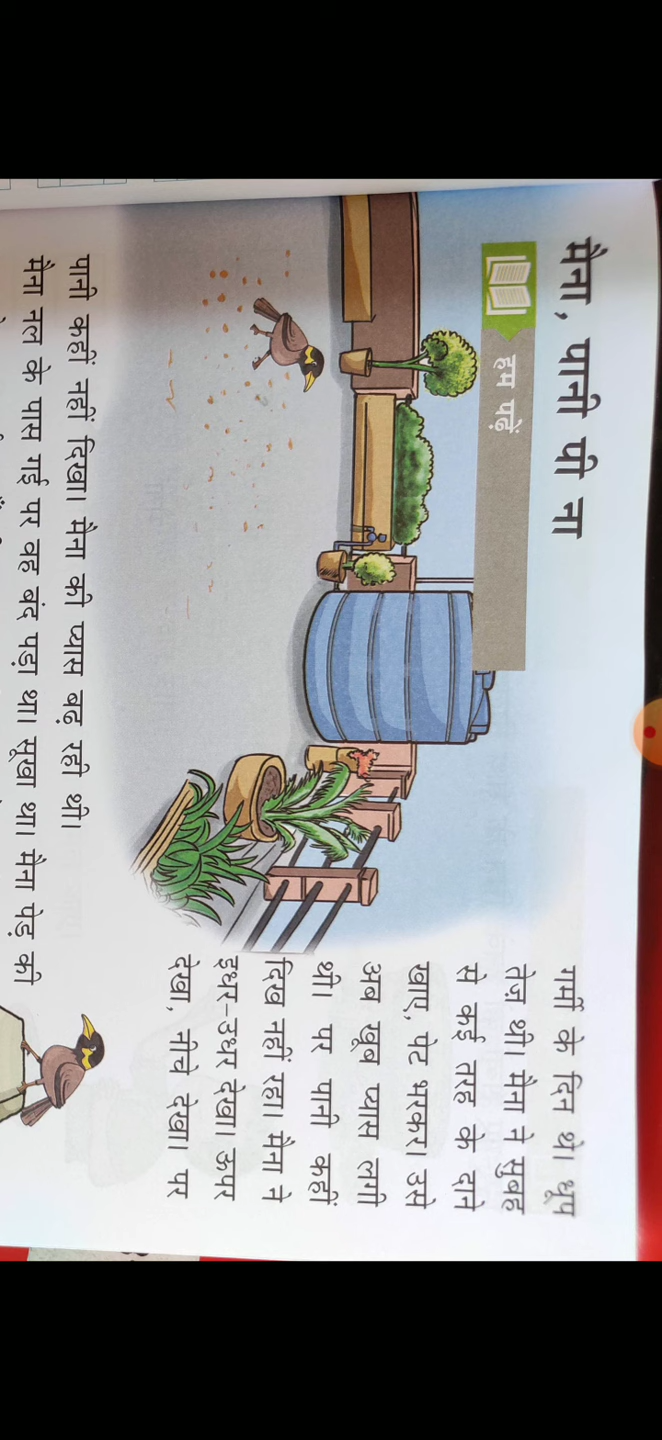 मैना, पानी पी ना
हम पढ़ें
गर्मी के दिन थे। धूप
तेज़ थी। मैना ने सुबह
से कई तरह के दाने
खाए, पेट भरकर। उसे
अब खूब प्यास लगी
थी। पर पानी कहीं
दिख नहीं रहा। मैना ने
इधर-उधर देखा। ऊपर
देखा, नीचे देखा। पर
पानी कहीं नहीं दिखा। मैना की प्यास बढ़ रही थी।
मैना नल के पास गई पर वह बंद पड़ा था। सूखा था। मैना पेड़ की